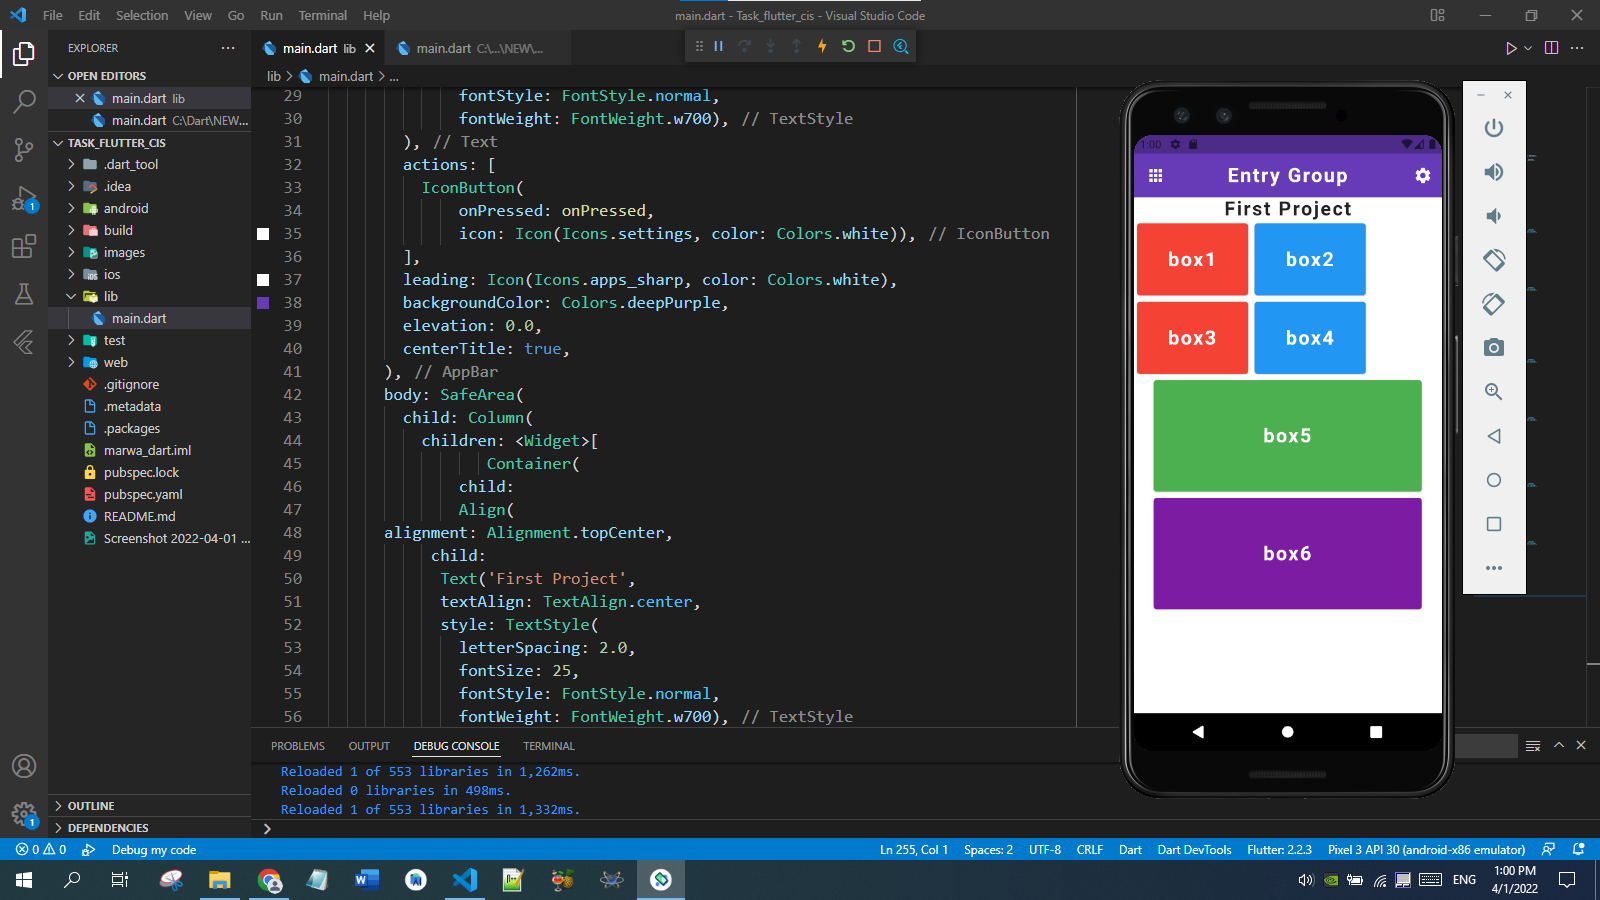 File Edit Selection View Go Run Terminal Help
main.dart - Task_flutter_cis - Visual Studio Code
EXPLORER
OPEN EDITORS
main.dart lib
main.dart C:\Dart\NEW...
TASK_FLUTTER_CIS
.dart_tool
.idea
android
build
images
ios
lib
main.dart
test
web
.gitignore
.metadata
.packages
marwa_dart.iml
pubspec.lock
pubspec.yaml
README.md
Screenshot 2022-04-01 ...
OUTLINE
DEPENDENCIES
main.dart lib
main.dart C:\...\NEW\...
lib > main.dart > ...
29 fontStyle: FontStyle.normal,
30 fontWeight: FontWeight.w700), // TextStyle
31 ), // Text
32 actions: [
33 IconButton(
34 onPressed: onPressed,
35 icon: Icon(Icons.settings, color: Colors.white)), // IconButton
36 ],
37 leading: Icon(Icons.apps_sharp, color: Colors.white),
38 backgroundColor: Colors.deepPurple,
39 elevation: 0.0,
40 centerTitle: true,
41 ), // AppBar
42 body: SafeArea(
43 child: Column(
44 children: <Widget>[
45 Container(
46 child:
47 Align(
48 alignment: Alignment.topCenter,
49 child:
50 Text('First Project',
51 textAlign: TextAlign.center,
52 style: TextStyle(
53 letterSpacing: 2.0,
54 fontSize: 25,
55 fontStyle: FontStyle.normal,
56 fontWeight: FontWeight.w700), // TextStyle
1:00
Entry Group
First Project
box1
box2
box3
box4
box5
box6
PROBLEMS OUTPUT DEBUG CONSOLE TERMINAL
Reloaded 1 of 553 libraries in 1,262ms.
Reloaded 0 libraries in 498ms.
Reloaded 1 of 553 libraries in 1,332ms.
0 0 Debug my code
Ln 255, Col 1 Spaces: 2 UTF-8 CRLF Dart Dart DevTools Flutter: 2.2.3 Pixel 3 API 30 (android-x86 emulator)
ENG
1:00 PM
4/1/2022